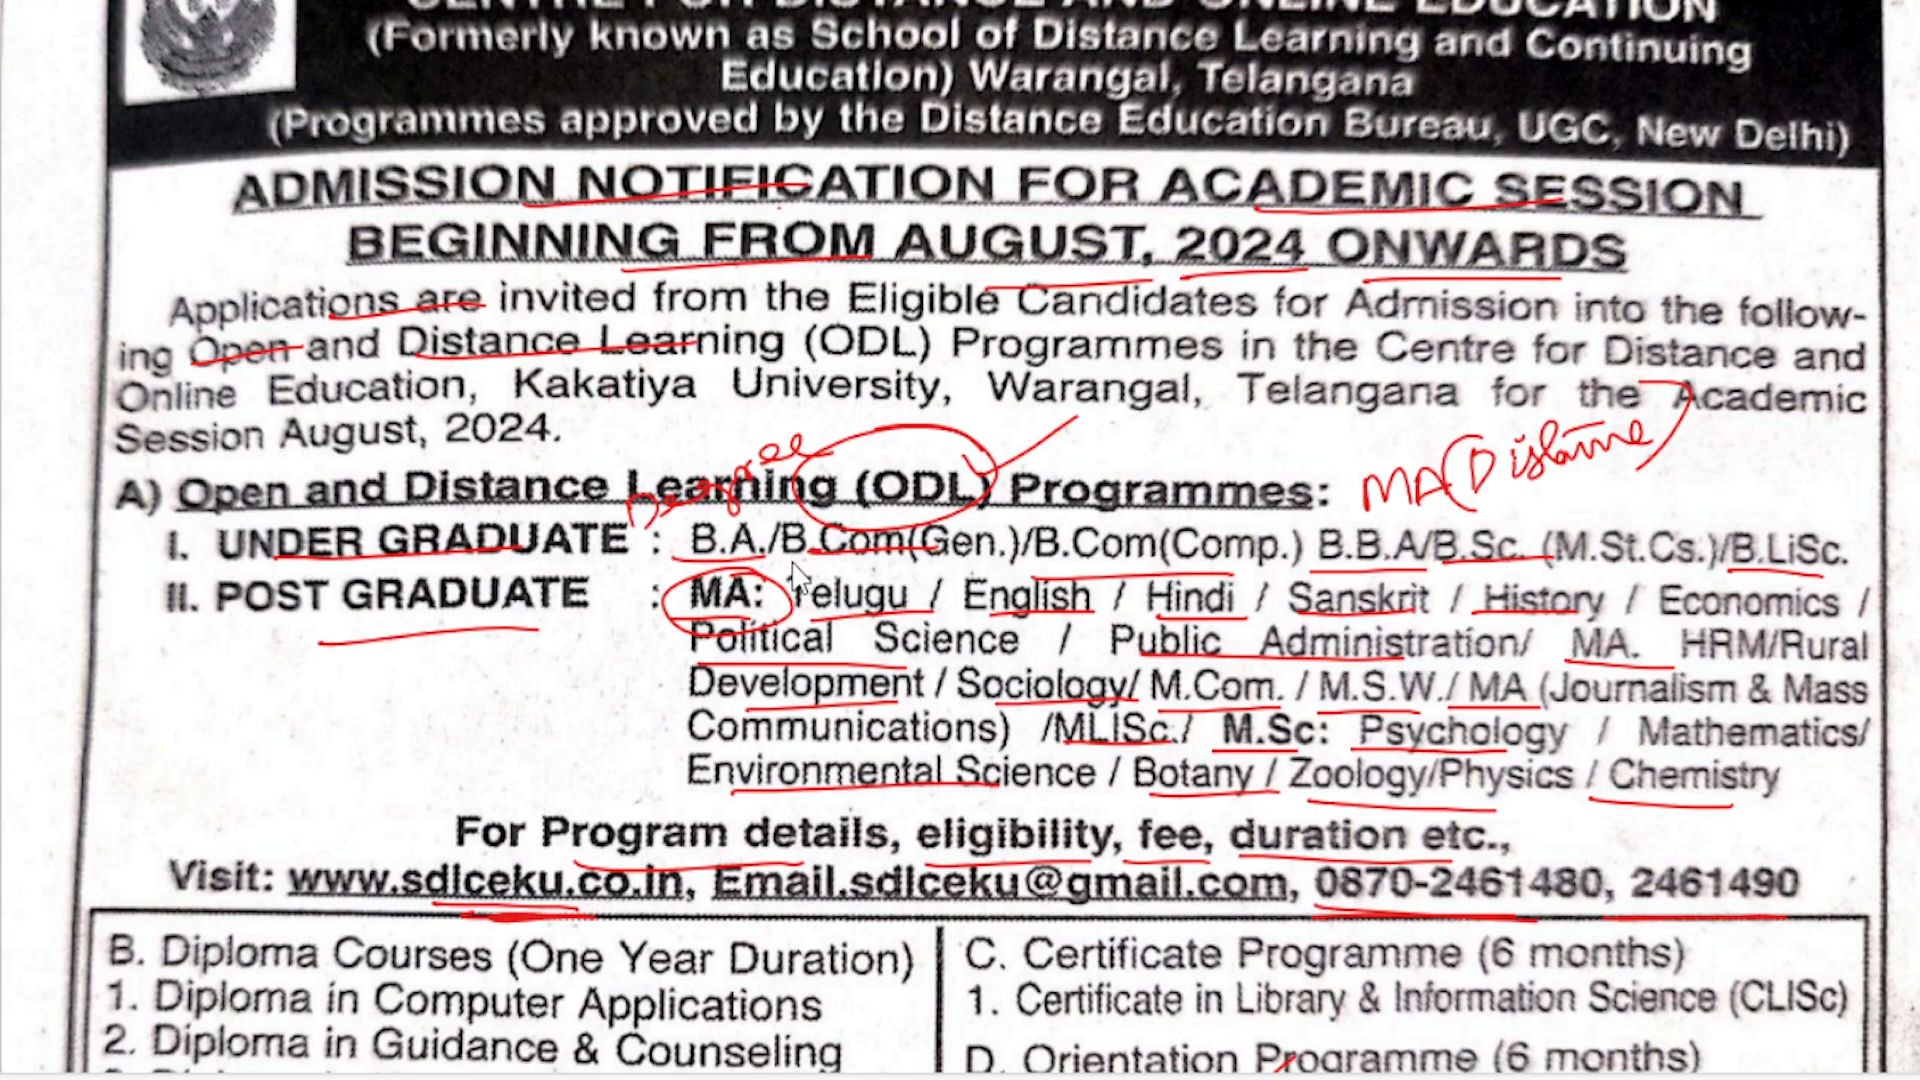 CENTRE FOR DISTANCE AND ONLINE EDUCATION
(Formerly known as School of Distance Learning and Continuing
Education) Warangal, Telangana
(Programmes approved by the Distance Education Bureau, UGC, New Delhi)
ADMISSION NOTIFICATION FOR ACADEMIC SESSION
BEGINNING FROM AUGUST, 2024 ONWARDS
Applications are invited from the Eligible Candidates for Admission into the follow-
ing Open and Distance Learning (ODL) Programmes in the Centre for Distance and
Online Education, Kakatiya University, Warangal, Telangana for the Academic
Session August, 2024.
Degree
MA (Distance)
A) Open and Distance Learning (ODL) Programmes:
I. UNDER GRADUATE : B.A./B.Com(Gen.)/B.Com(Comp.) B.B.A/B.Sc. (M.St.Cs.)/B.LiSc.
II. POST GRADUATE : MA: Telugu / English / Hindi / Sanskrit / History / Economics /
Political Science / Public Administration/ MA. HRM/Rural
Development / Sociology/ M.Com. / M.S.W./ MA (Journalism & Mass
Communications) /MLISc./ M.Sc: Psychology / Mathematics/
Environmental Science / Botany / Zoology/Physics / Chemistry
For Program details, eligibility, fee, duration etc.,
Visit: www.sdlceku.co.in, Email.sdlceku@gmail.com, 0870-2461480, 2461490
B. Diploma Courses (One Year Duration)
1. Diploma in Computer Applications
2. Diploma in Guidance & Counseling
C. Certificate Programme (6 months)
1. Certificate in Library & Information Science (CLISc)
D. Orientation Programme (6 months)